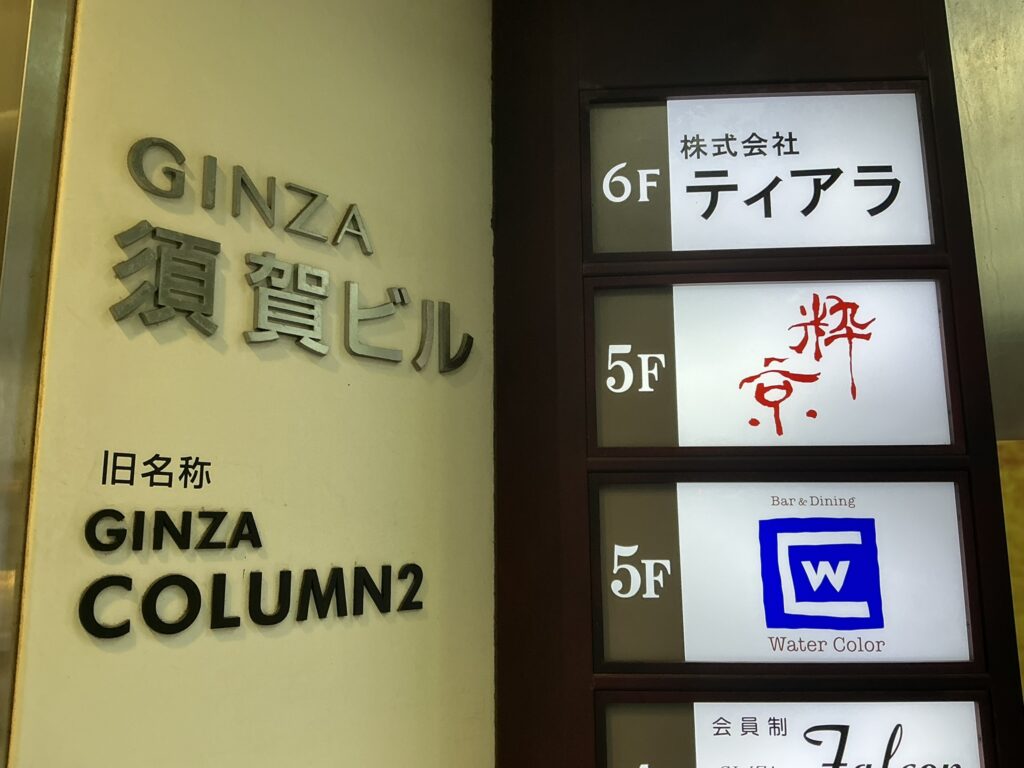 GINZA
須賀ビル
旧名称
GINZA
COLUMN2
6F
株式会社
ティアラ
5F
粋
京
5F
Bar & Dining
W
Water Color
会員制
Falcon